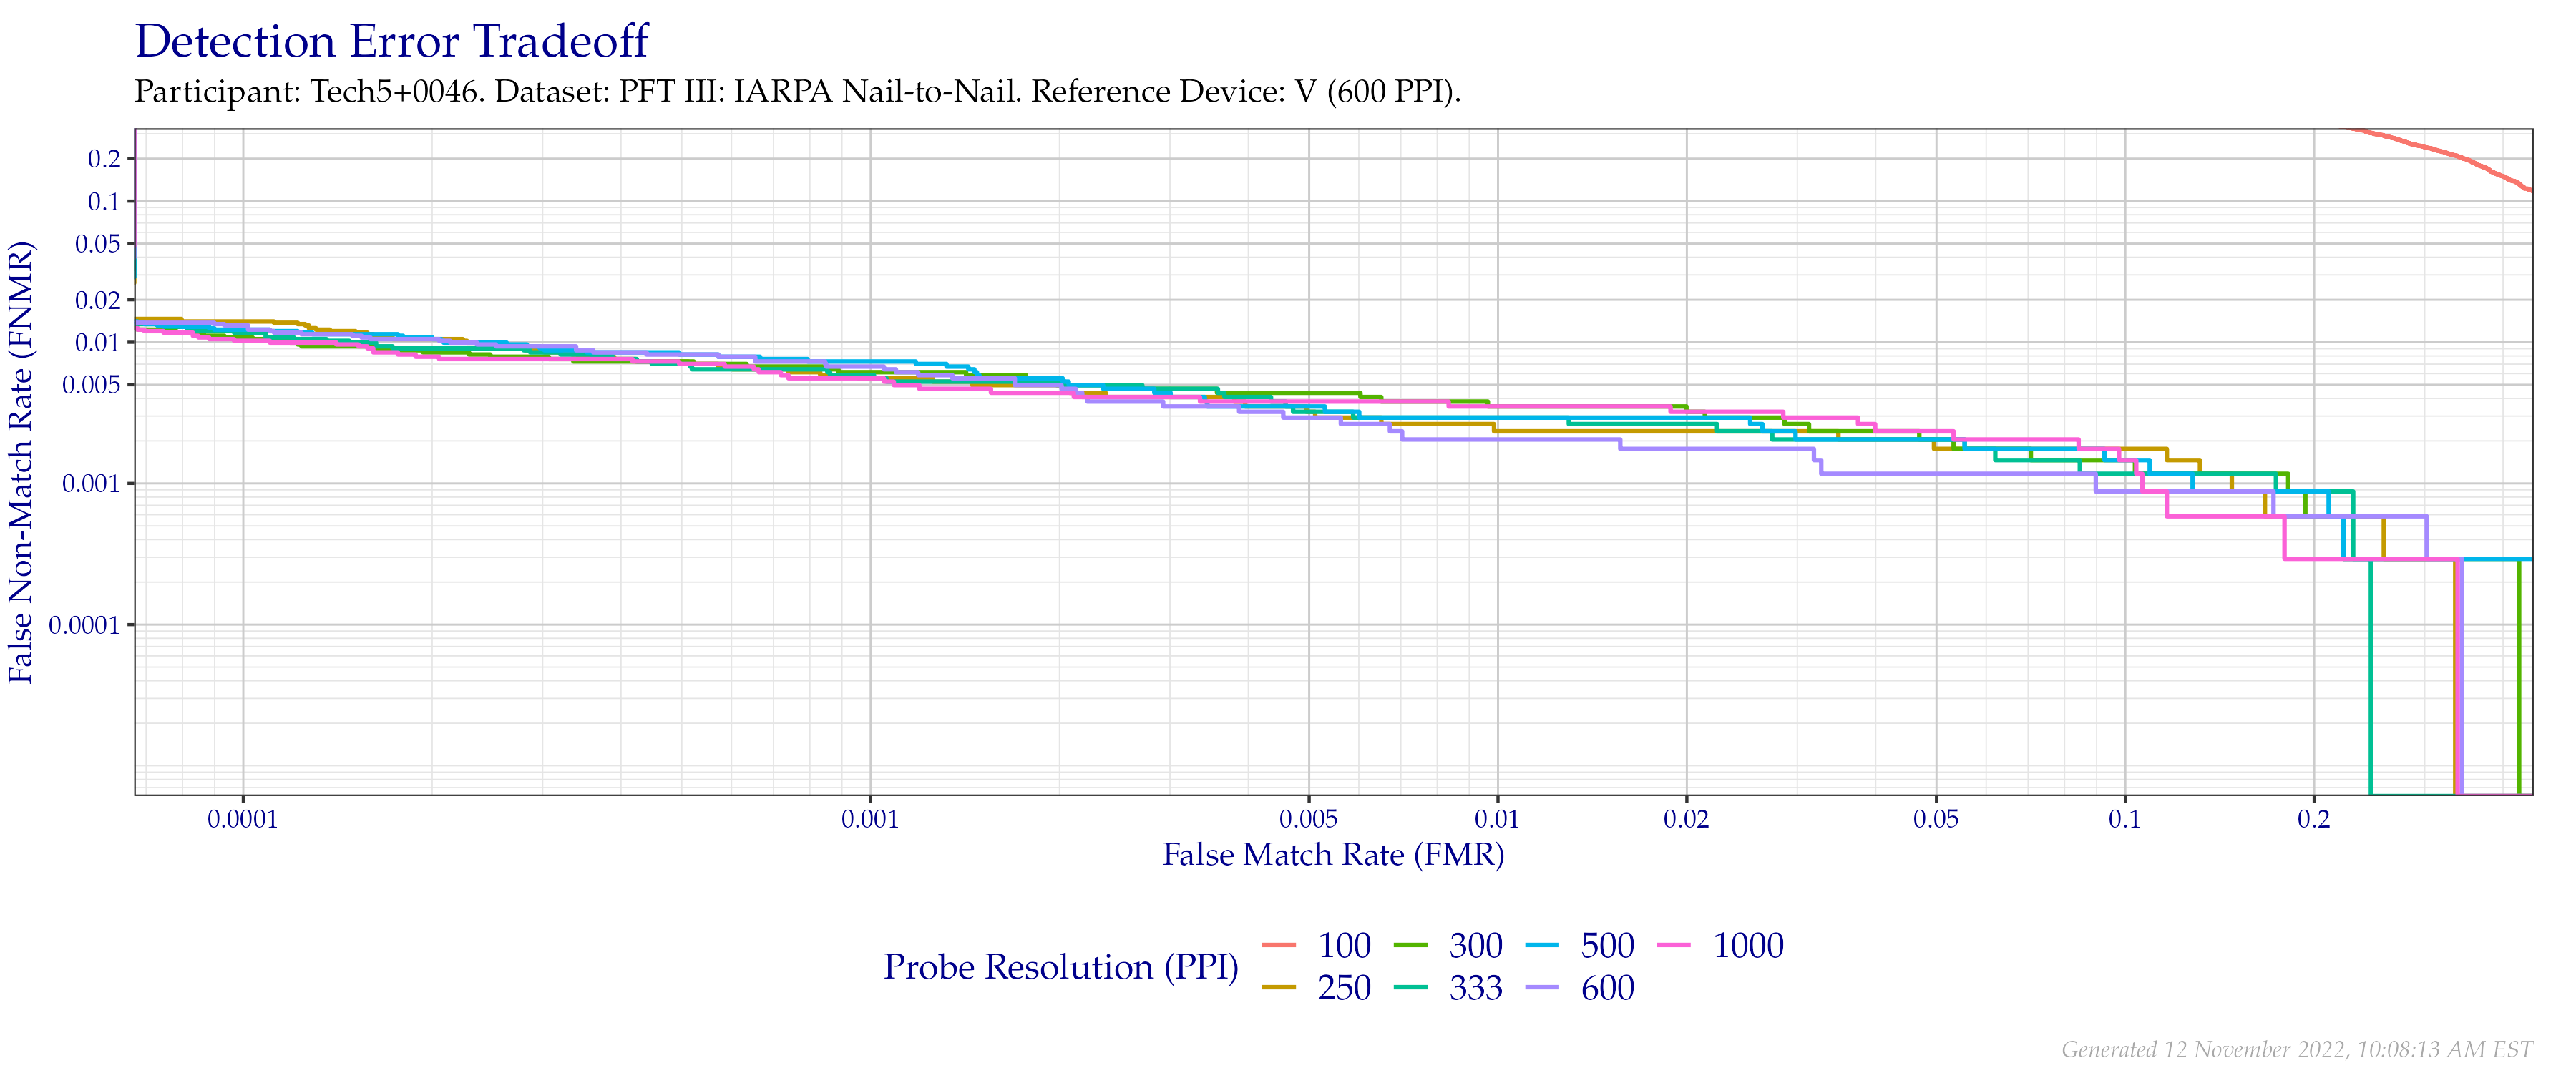 Detection Error Tradeoff
Participant: Tech5+0046. Dataset: PFT III: IARPA Nail-to-Nail. Reference Device: V (600 PPI).
False Non-Match Rate (FNMR)
0.2
0.1
0.05
0.02
0.01
0.005
0.001
0.0001
0.0001 0.001 0.005 0.01 0.02 0.05 0.1 0.2
False Match Rate (FMR)
Probe Resolution (PPI)
100 300 500 1000
250 333 600
Generated 12 November 2022, 10:08:13 AM EST